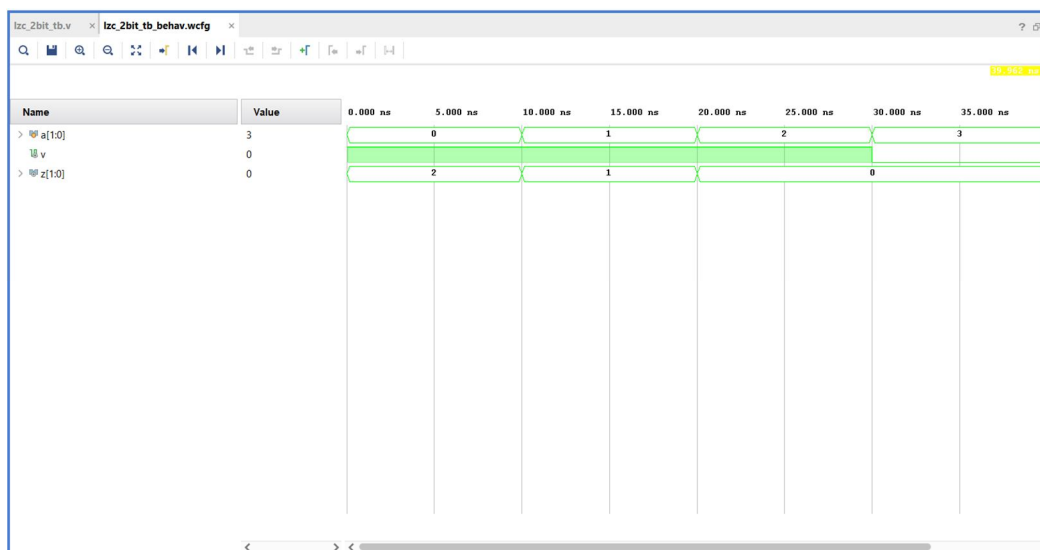 lzc_2bit_tb.v × lzc_2bit_tb_behav.wcfg × ?
Name Value 0.000 ns 5.000 ns 10.000 ns 15.000 ns 20.000 ns 25.000 ns 30.000 ns 35.000 ns
a[1:0] 3 0 1 2 3
v 0
z[1:0] 0 2 1 0